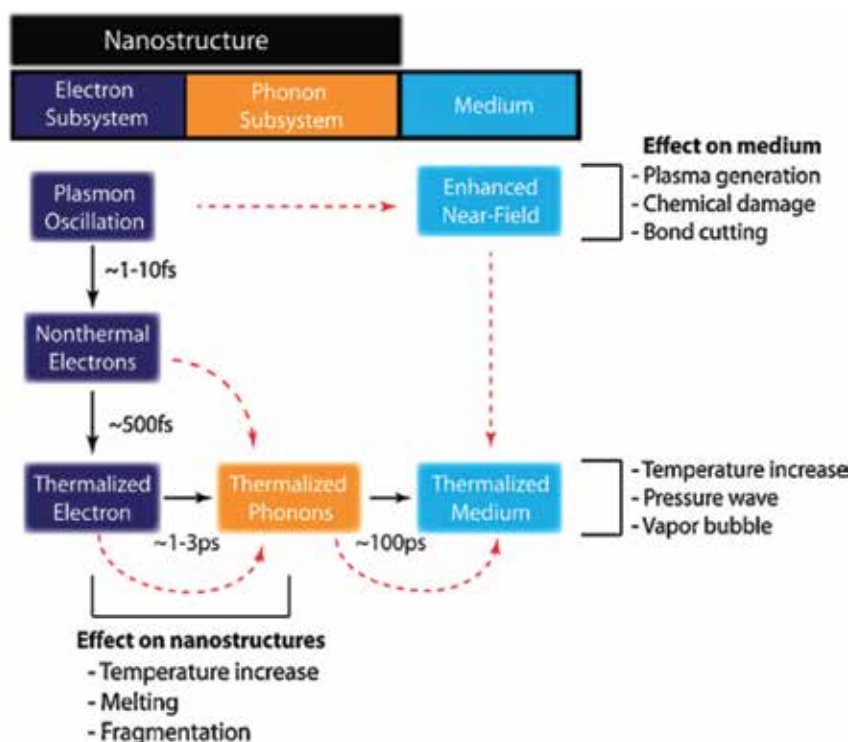 Nanostructure
Electron
Subsystem
Phonon
Subsystem
Medium
Effect on medium
- Plasma generation
- Chemical damage
- Bond cutting
Plasmon
Oscillation
Enhanced
Near-Field
~1-10fs
Nonthermal
Electrons
~500fs
Thermalized
Electron
Thermalized
Phonons
Thermalized
Medium
- Temperature increase
- Pressure wave
- Vapor bubble
~1-3ps
~100ps
Effect on nanostructures
- Temperature increase
- Melting
- Fragmentation